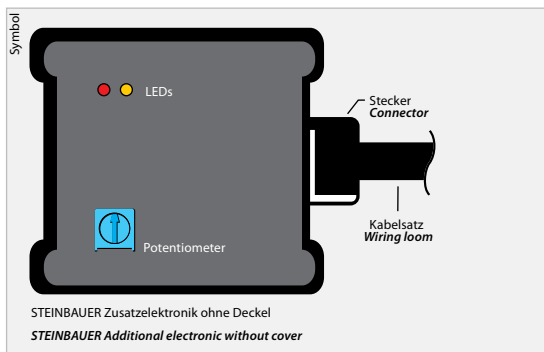 Symbol
LEDs
Stecker
Connector
Kabelsatz
Wiring loom
Potentiometer
STEINBAUER Zusatzelektronik ohne Deckel
STEINBAUER Additional electronic without cover